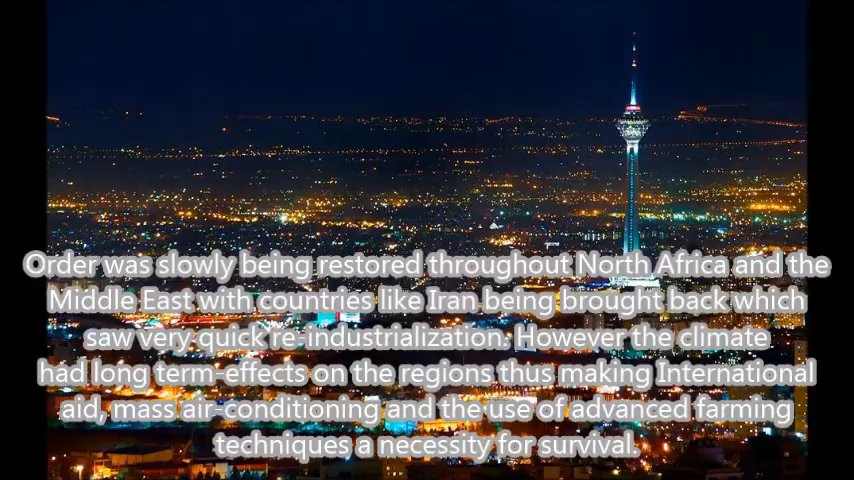 Order was slowly being restored throughout North Africa and the
Middle East with countries like Iran being brought back which
saw very quick re-industrialization. However the climate
had long term-effects on the regions thus making International
aid, mass air-conditioning and the use of advanced farming
techniques a necessity for survival.